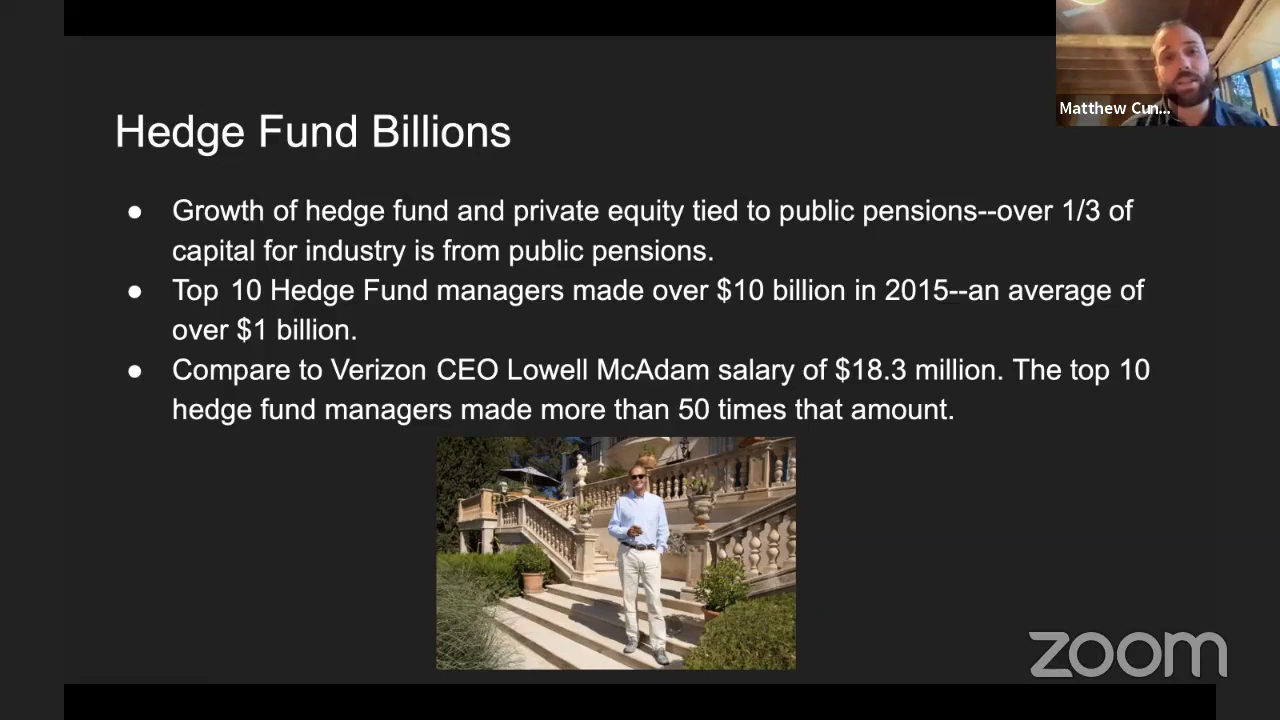 Matthew Cun...
Hedge Fund Billions
● Growth of hedge fund and private equity tied to public pensions--over 1/3 of
capital for industry is from public pensions.
● Top 10 Hedge Fund managers made over $10 billion in 2015--an average of
over $1 billion.
● Compare to Verizon CEO Lowell McAdam salary of $18.3 million. The top 10
hedge fund managers made more than 50 times that amount.
zoom